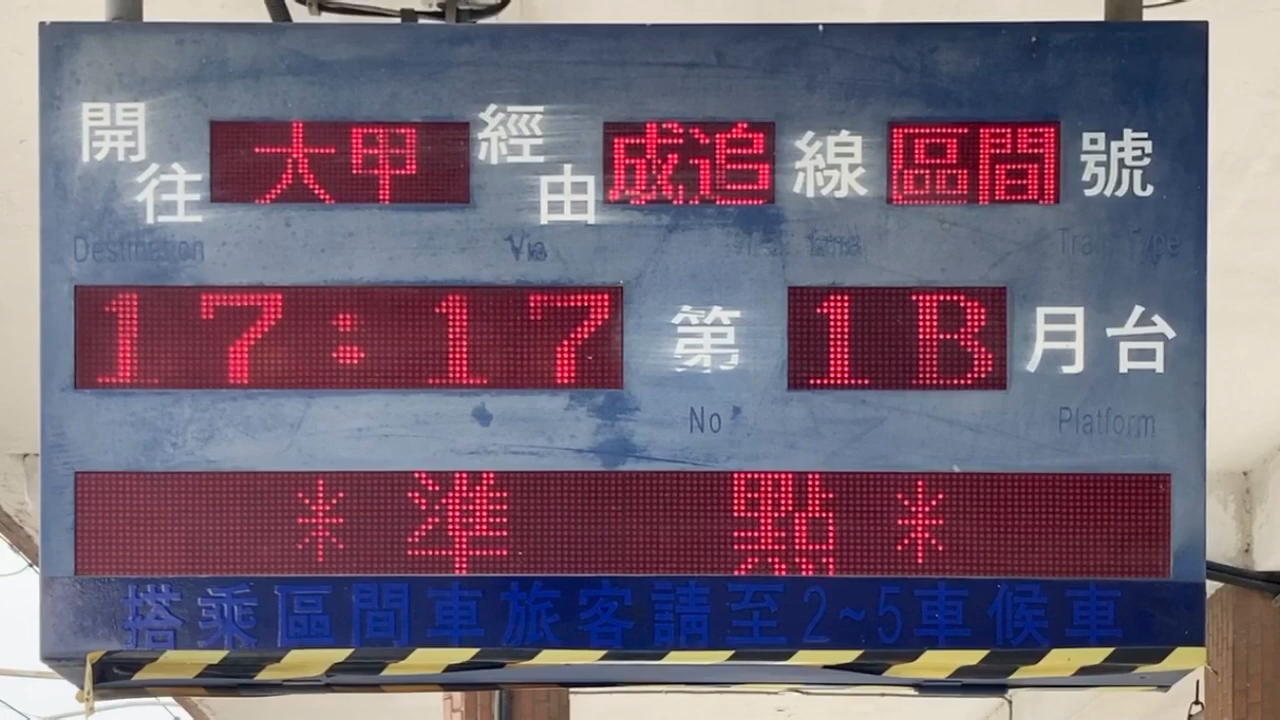 開往 大甲 經由 成追 線 區間 號
Destination Via Train Type
17:17 第 1B 月台
No Platform
*準 點*
搭乘區間車旅客請至2~5車候車